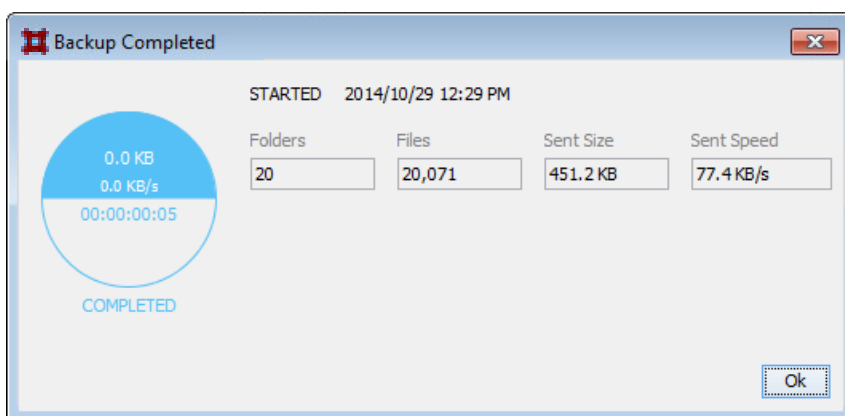 Backup Completed
STARTED 2014/10/29 12:29 PM
Folders Files Sent Size Sent Speed
20 20,071 451.2 KB 77.4 KB/s
0.0 KB
0.0 KB/s
00:00:00:05
COMPLETED
Ok